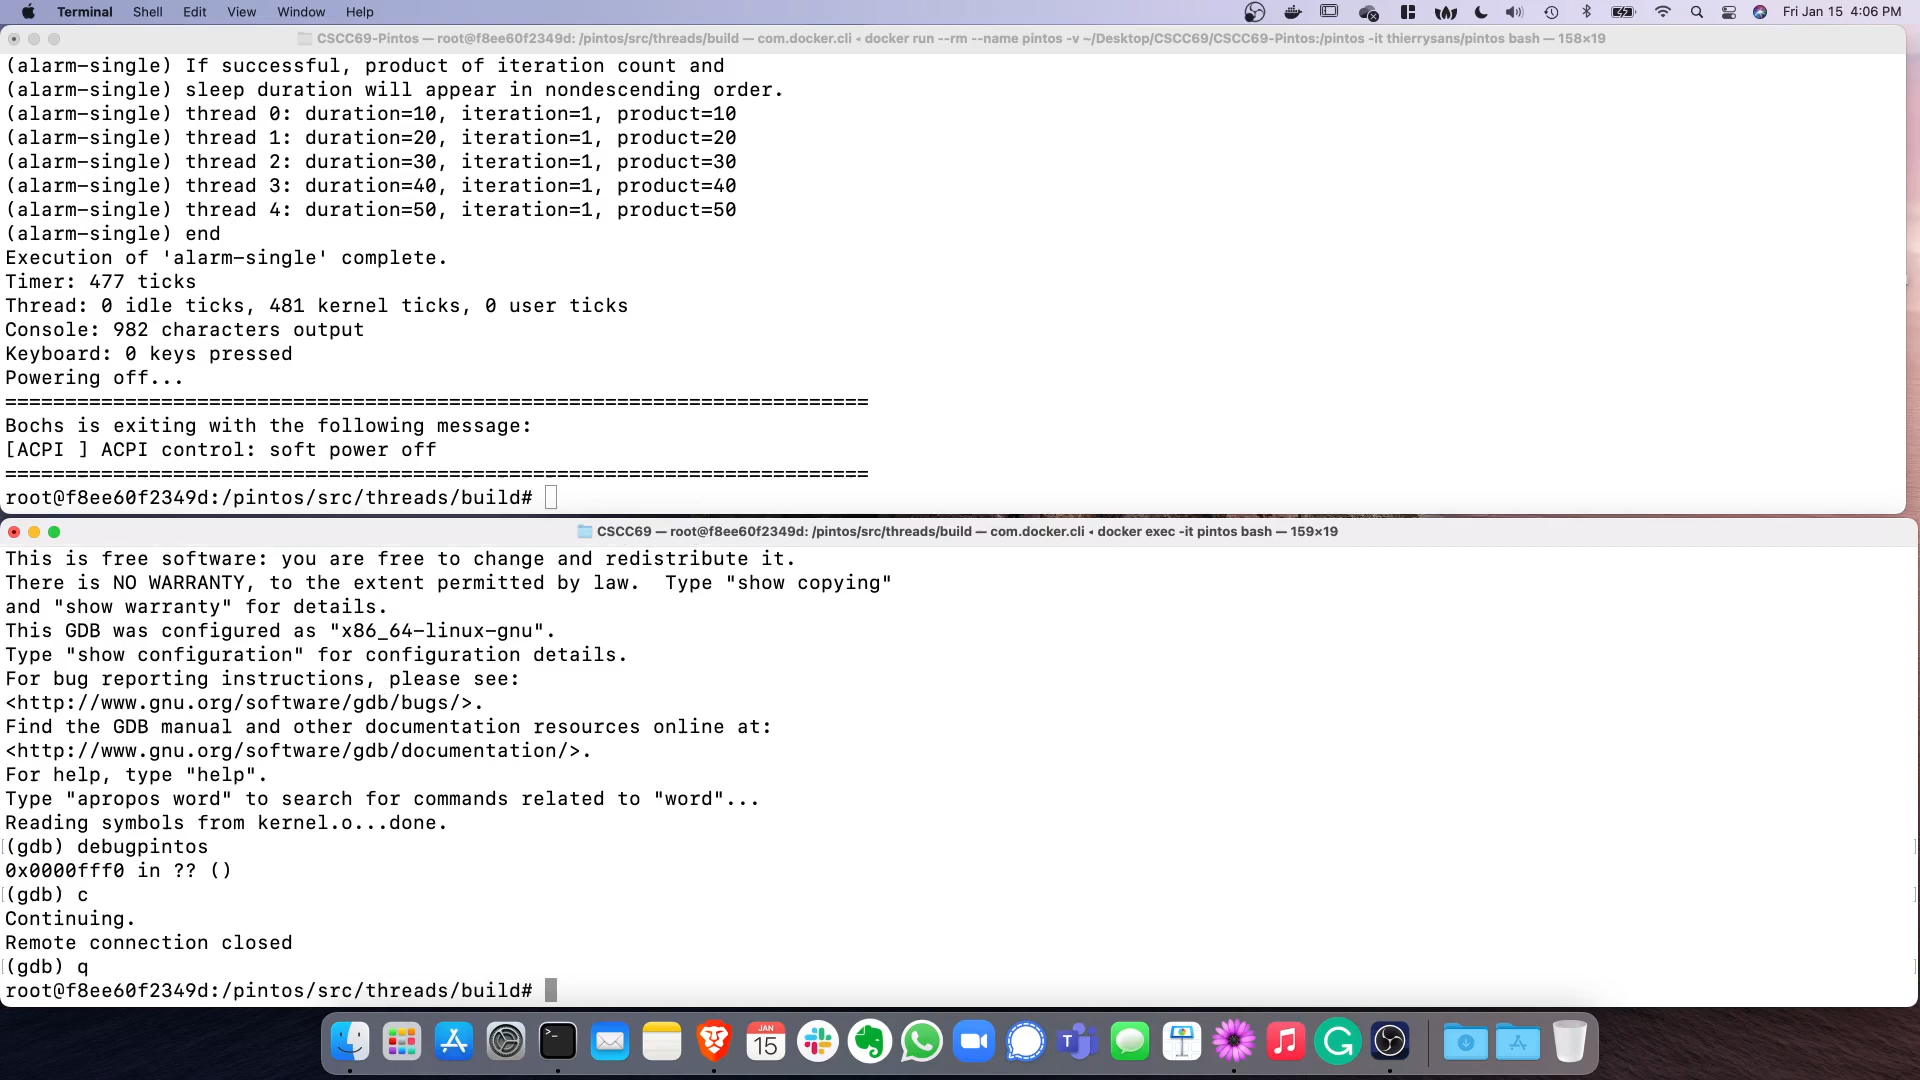 Terminal Shell Edit View Window Help Fri Jan 15 4:06 PM
CSCC69-Pintos — root@f8ee60f2349d: /pintos/src/threads/build — com.docker.cli ◂ docker run --rm --name pintos -v ~/Desktop/CSCC69/CSCC69-Pintos:/pintos -it thierrysans/pintos bash — 158×19
(alarm-single) If successful, product of iteration count and
(alarm-single) sleep duration will appear in nondescending order.
(alarm-single) thread 0: duration=10, iteration=1, product=10
(alarm-single) thread 1: duration=20, iteration=1, product=20
(alarm-single) thread 2: duration=30, iteration=1, product=30
(alarm-single) thread 3: duration=40, iteration=1, product=40
(alarm-single) thread 4: duration=50, iteration=1, product=50
(alarm-single) end
Execution of 'alarm-single' complete.
Timer: 477 ticks
Thread: 0 idle ticks, 481 kernel ticks, 0 user ticks
Console: 982 characters output
Keyboard: 0 keys pressed
Powering off...
========================================================================
Bochs is exiting with the following message:
[ACPI ] ACPI control: soft power off
========================================================================
root@f8ee60f2349d:/pintos/src/threads/build#
CSCC69 — root@f8ee60f2349d: /pintos/src/threads/build — com.docker.cli ◂ docker exec -it pintos bash — 159×19
This is free software: you are free to change and redistribute it.
There is NO WARRANTY, to the extent permitted by law.  Type "show copying"
and "show warranty" for details.
This GDB was configured as "x86_64-linux-gnu".
Type "show configuration" for configuration details.
For bug reporting instructions, please see:
<http://www.gnu.org/software/gdb/bugs/>.
Find the GDB manual and other documentation resources online at:
<http://www.gnu.org/software/gdb/documentation/>.
For help, type "help".
Type "apropos word" to search for commands related to "word"...
Reading symbols from kernel.o...done.
(gdb) debugpintos
0x0000fff0 in ?? ()
(gdb) c
Continuing.
Remote connection closed
(gdb) q
root@f8ee60f2349d:/pintos/src/threads/build#
JAN
15